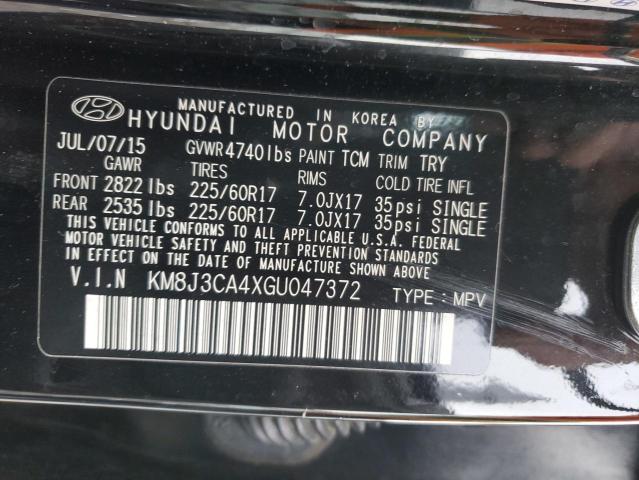 MANUFACTURED IN KOREA BY
HYUNDAI MOTOR COMPANY
JUL/07/15 GVWR 4740lbs PAINT TCM TRIM TRY
GAWR TIRES RIMS COLD TIRE INFL
FRONT 2822 lbs 225/60R17 7.0JX17 35psi SINGLE
REAR 2535 lbs 225/60R17 7.0JX17 35psi SINGLE
THIS VEHICLE CONFORMS TO ALL APPLICABLE U.S.A. FEDERAL
MOTOR VEHICLE SAFETY AND THEFT PREVENTION STANDARDS
IN EFFECT ON THE DATE OF MANUFACTURE SHOWN ABOVE.
V.I.N KM8J3CA4XGU047372 TYPE : MPV